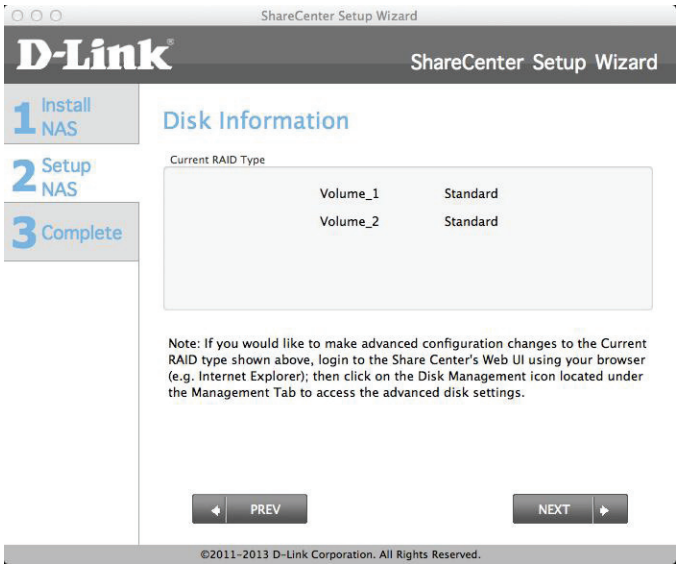 ShareCenter Setup Wizard
D-Link®
ShareCenter Setup Wizard
1 Install
NAS
2 Setup
NAS
3 Complete
Disk Information
Current RAID Type
Volume_1 Standard
Volume_2 Standard
Note: If you would like to make advanced configuration changes to the Current
RAID type shown above, login to the Share Center's Web UI using your browser
(e.g. Internet Explorer); then click on the Disk Management icon located under
the Management Tab to access the advanced disk settings.
PREV
NEXT
©2011-2013 D-Link Corporation. All Rights Reserved.